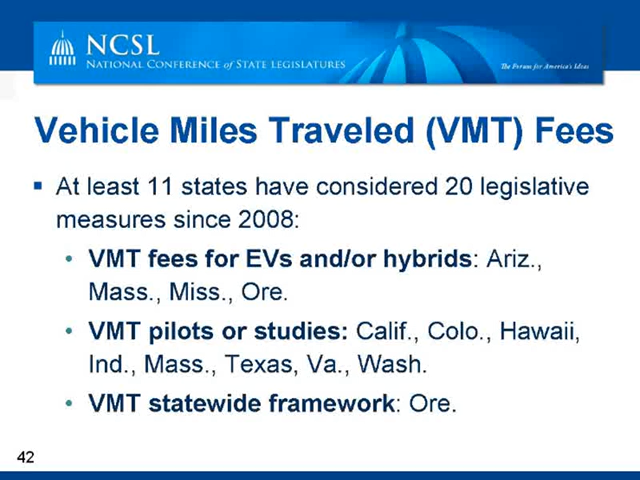 NCSL
NATIONAL CONFERENCE of STATE LEGISLATURES
The Forum for America's Ideas
Vehicle Miles Traveled (VMT) Fees
▪ At least 11 states have considered 20 legislative
measures since 2008:
• VMT fees for EVs and/or hybrids: Ariz.,
Mass., Miss., Ore.
• VMT pilots or studies: Calif., Colo., Hawaii,
Ind., Mass., Texas, Va., Wash.
• VMT statewide framework: Ore.
42